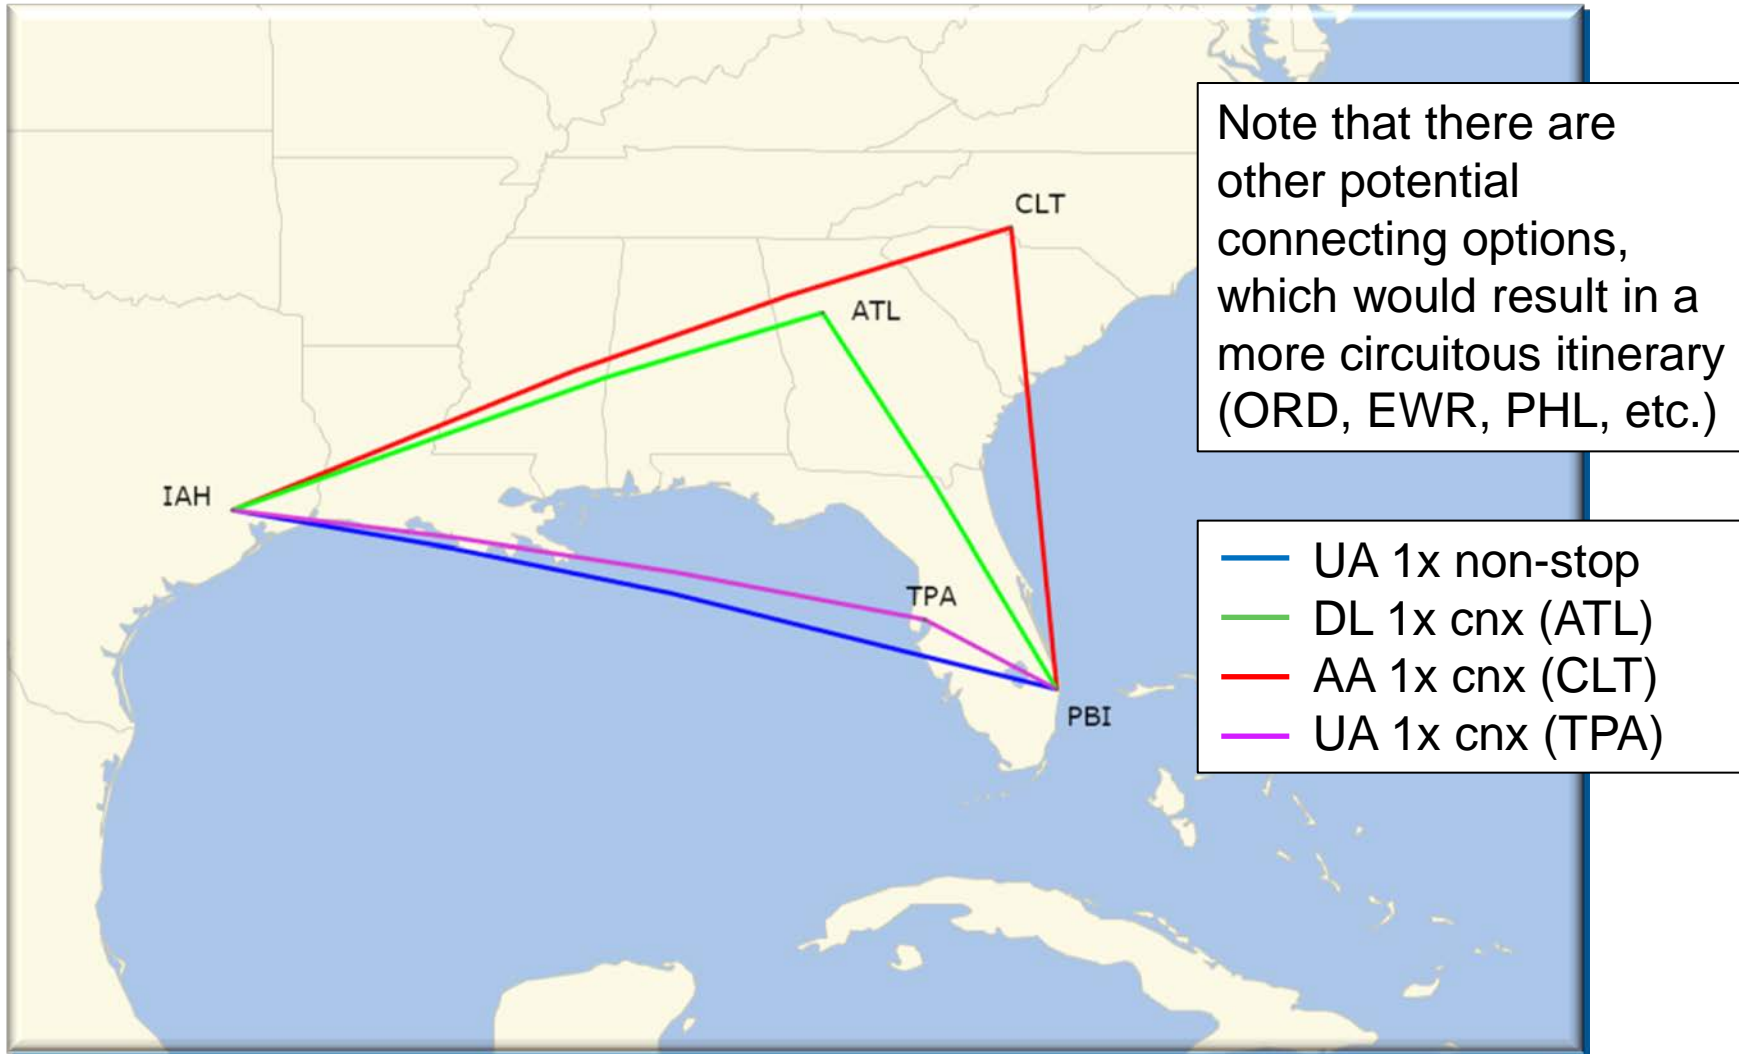 CLT
ATL
IAH
TPA
PBI
Note that there are
other potential
connecting options,
which would result in a
more circuitous itinerary
(ORD, EWR, PHL, etc.)
UA 1x non-stop
DL 1x cnx (ATL)
AA 1x cnx (CLT)
UA 1x cnx (TPA)